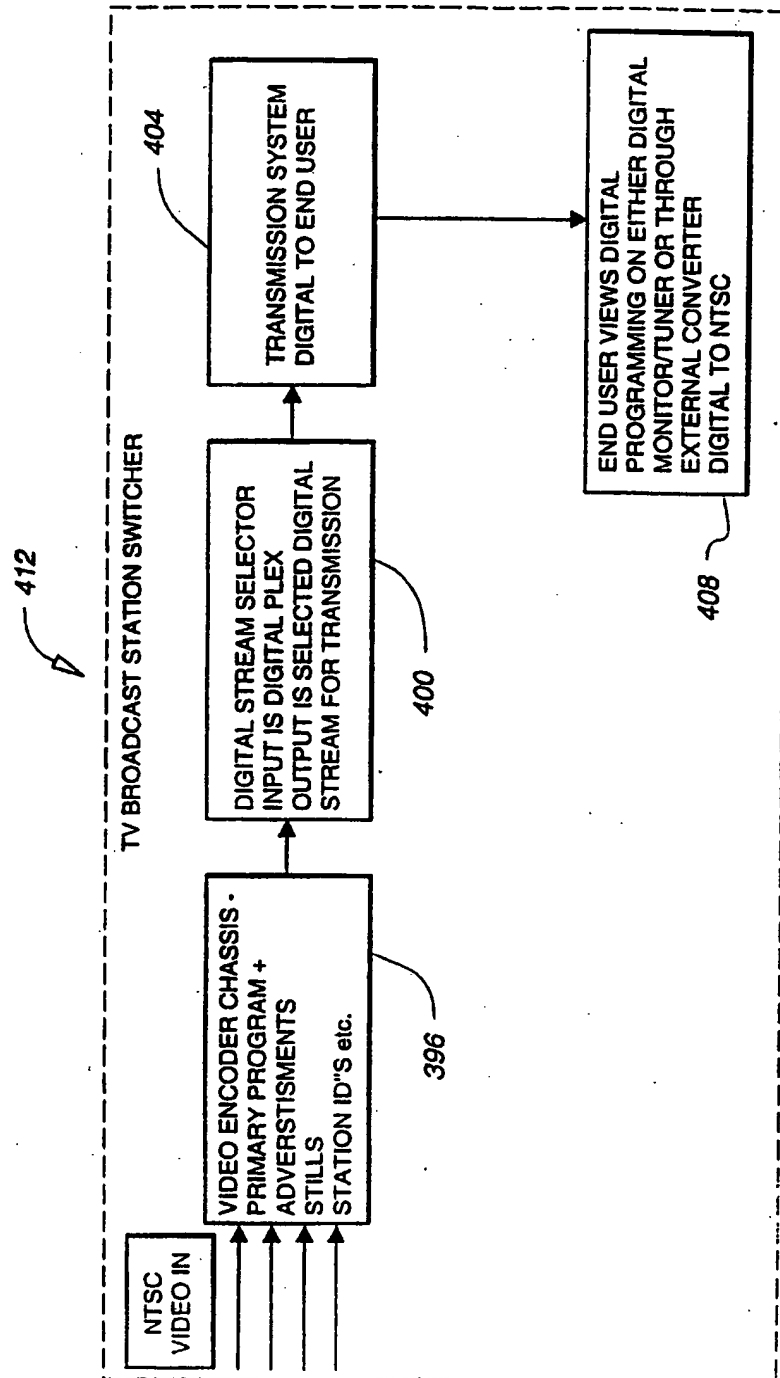 412
TV BROADCAST STATION SWITCHER
NTSC
VIDEO IN
VIDEO ENCODER CHASSIS -
PRIMARY PROGRAM +
ADVERSTISMENTS
STILLS
STATION ID"S etc.
396
DIGITAL STREAM SELECTOR
INPUT IS DIGITAL PLEX
OUTPUT IS SELECTED DIGITAL
STREAM FOR TRANSMISSION
400
TRANSMISSION SYSTEM
DIGITAL TO END USER
404
END USER VIEWS DIGITAL
PROGRAMMING ON EITHER DIGITAL
MONITOR/TUNER OR THROUGH
EXTERNAL CONVERTER
DIGITAL TO NTSC
408